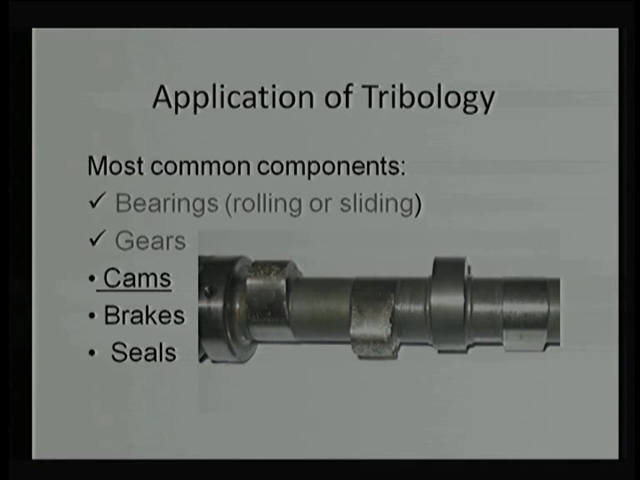 Application of Tribology
Most common components:
✓ Bearings (rolling or sliding)
✓ Gears
• Cams
• Brakes
• Seals